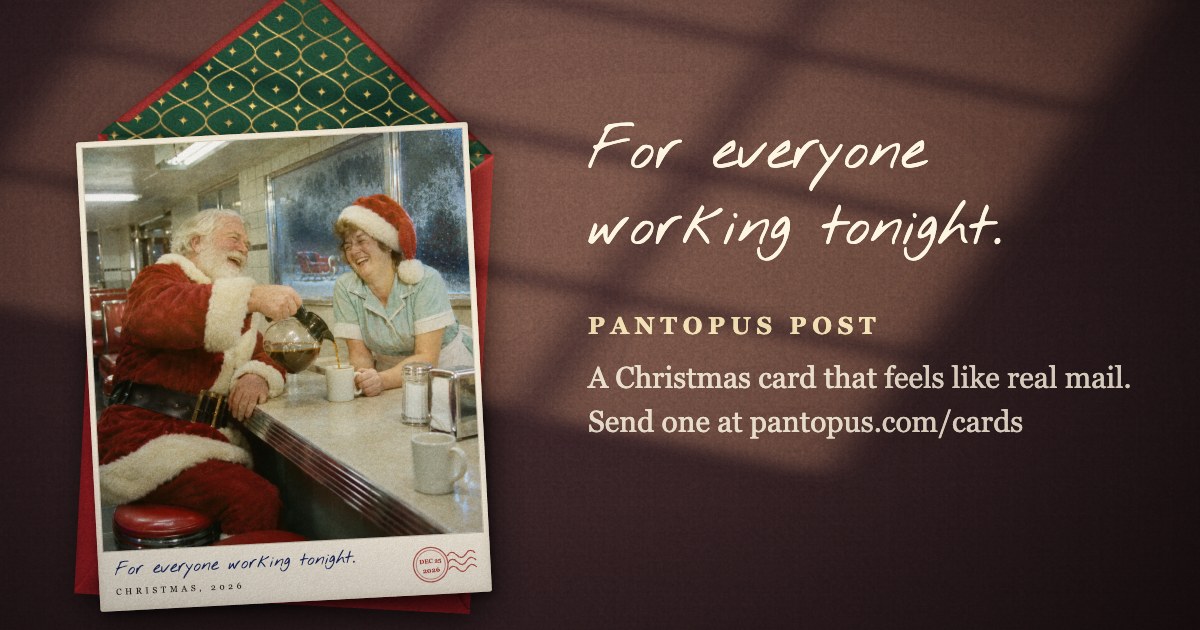 For everyone working tonight.
CHRISTMAS, 2026
DEC 25
2026
For everyone
working tonight.
PANTOPUS POST
A Christmas card that feels like real mail.
Send one at pantopus.com/cards